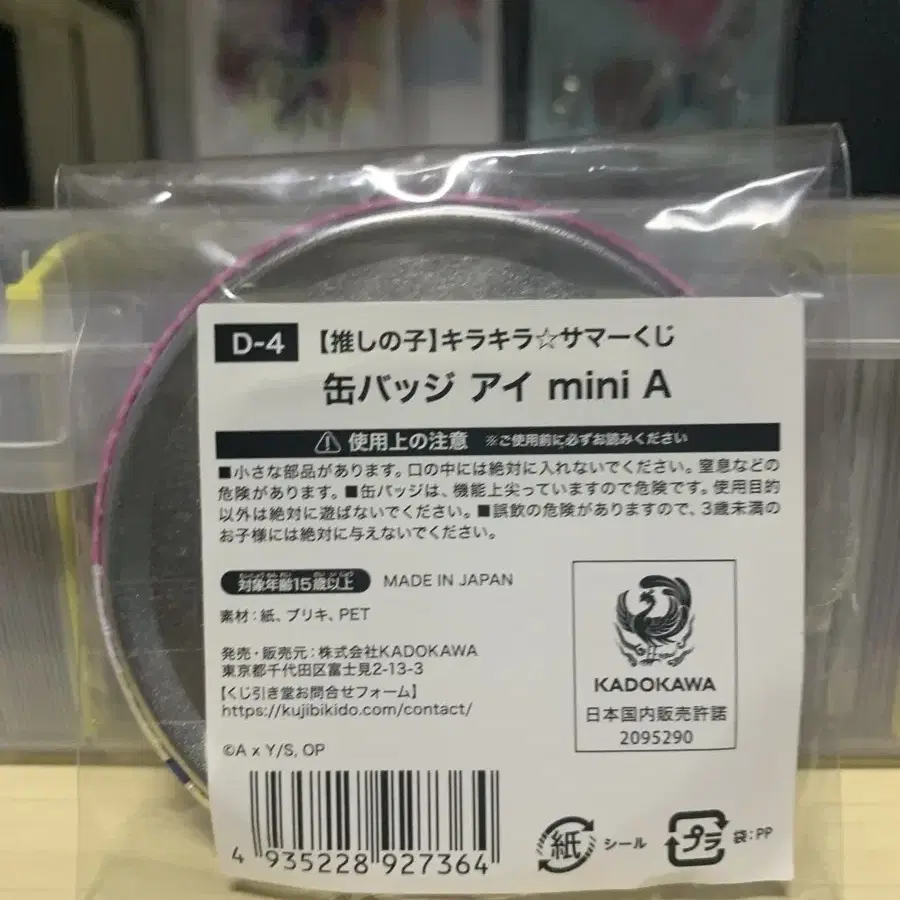 D-4
【推しの子】キラキラ☆サマーくじ
缶バッジ アイ mini A
使用上の注意 ※ご使用前に必ずお読みください
■小さな部品があります。口の中には絶対に入れないでください。窒息などの
危険があります。■缶バッジは、機能上尖っていますので危険です。使用目的
以外は絶対に遊ばないでください。■誤飲の危険がありますので、3歳未満の
お子様には絶対に与えないでください。
対象年齢15歳以上 MADE IN JAPAN
素材：紙、ブリキ、PET
発売・販売元：株式会社KADOKAWA
東京都千代田区富士見2-13-3
【くじ引き堂お問合せフォーム】
https://kujibikido.com/contact/
©A x Y/S, OP
KADOKAWA
日本国内販売許諾
2095290
4 935228 927364
紙 シール
プラ 袋：PP